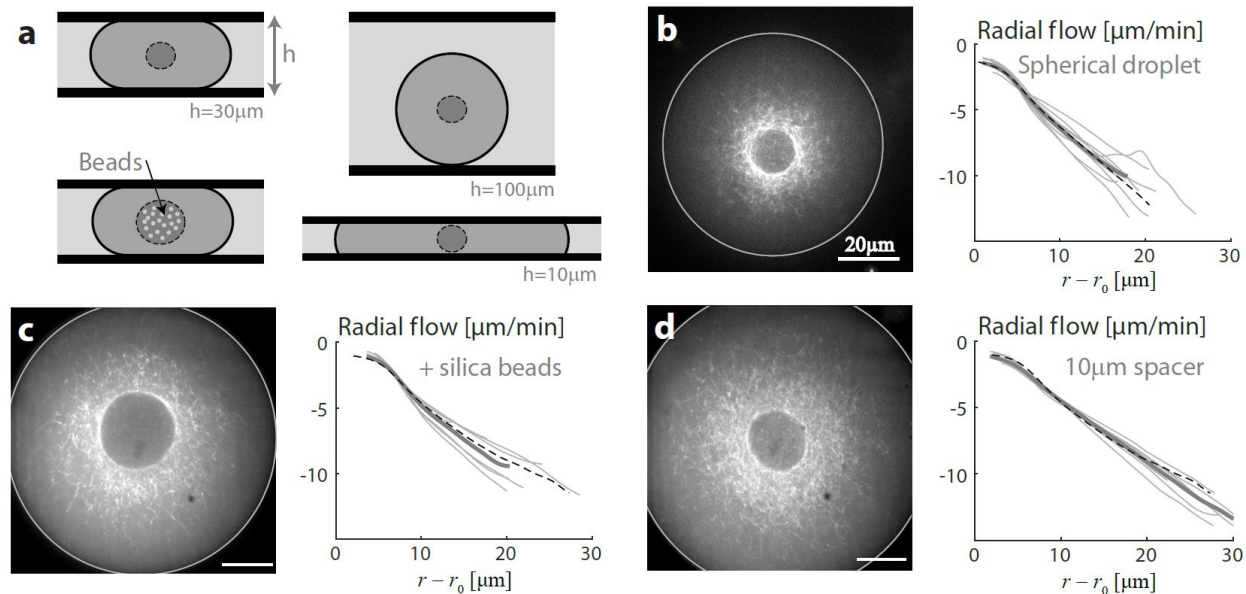 a
h
h=30μm
h=100μm
Beads
h=10μm
b
20μm
Radial flow [μm/min]
Spherical droplet
0
-5
-10
0 10 20 30
r – r0 [μm]
c
Radial flow [μm/min]
+ silica beads
0
-5
-10
0 10 20 30
r – r0 [μm]
d
Radial flow [μm/min]
10μm spacer
0
-5
-10
0 10 20 30
r – r0 [μm]